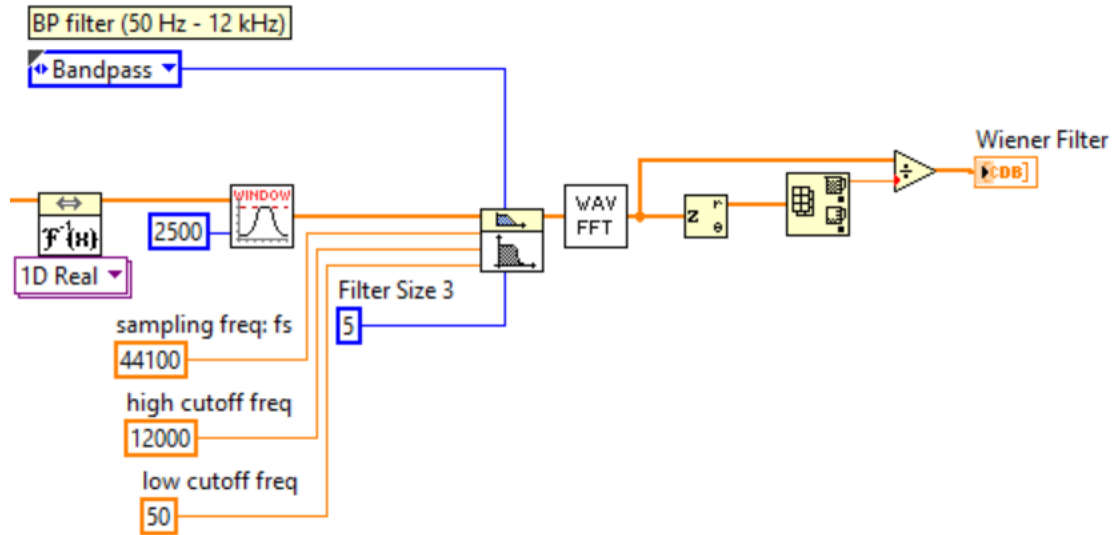 BP filter (50 Hz - 12 kHz)
Bandpass
Wiener Filter
CDB]
WINDOW
2500
WAV
FFT
z r
θ
÷
𝓕⁻¹{x}
1D Real
Filter Size 3
5
sampling freq: fs
44100
high cutoff freq
12000
low cutoff freq
50